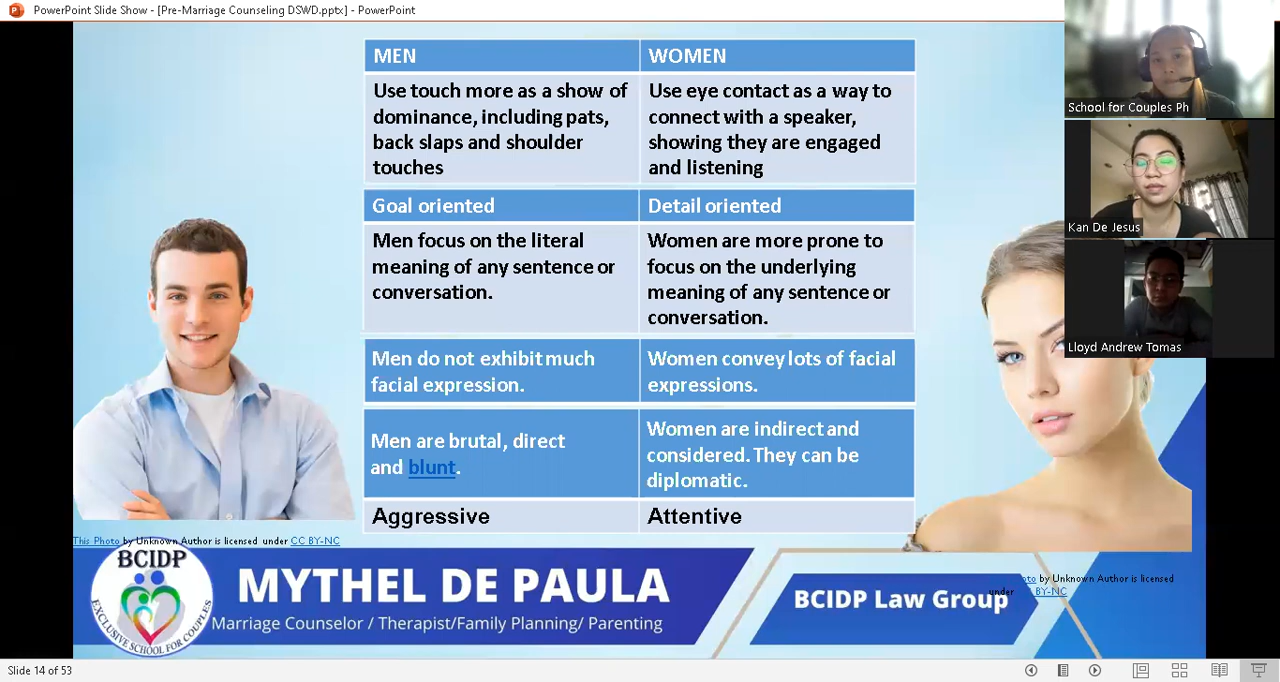 PowerPoint Slide Show - [Pre-Marriage Counseling DSWD.pptx] - PowerPoint
MEN
WOMEN
Use touch more as a show of
dominance, including pats,
back slaps and shoulder
touches
Use eye contact as a way to
connect with a speaker,
showing they are engaged
and listening
Goal oriented
Detail oriented
Men focus on the literal
meaning of any sentence or
conversation.
Women are more prone to
focus on the underlying
meaning of any sentence or
conversation.
Men do not exhibit much
facial expression.
Women convey lots of facial
expressions.
Men are brutal, direct
and blunt.
Women are indirect and
considered. They can be
diplomatic.
Aggressive
Attentive
School for Couples Ph
Kan De Jesus
Lloyd Andrew Tomas
This Photo by Unknown Author is licensed under CC BY-NC
by Unknown Author is licensed
under BY-NC
BCIDP
EXCLUSIVE SCHOOL FOR COUPLES
MYTHEL DE PAULA
Marriage Counselor / Therapist/Family Planning/ Parenting
BCIDP Law Group
Slide 14 of 53